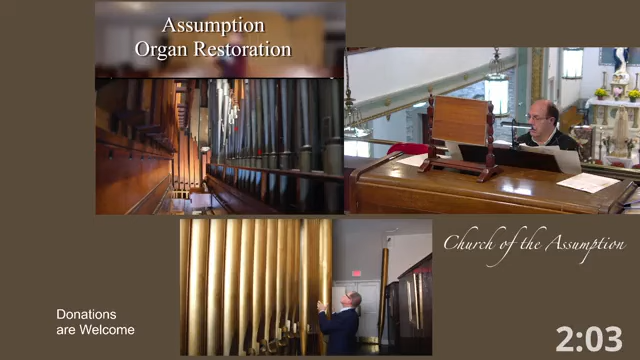 Assumption
Organ Restoration
Church of the Assumption
Donations
are Welcome
2:03